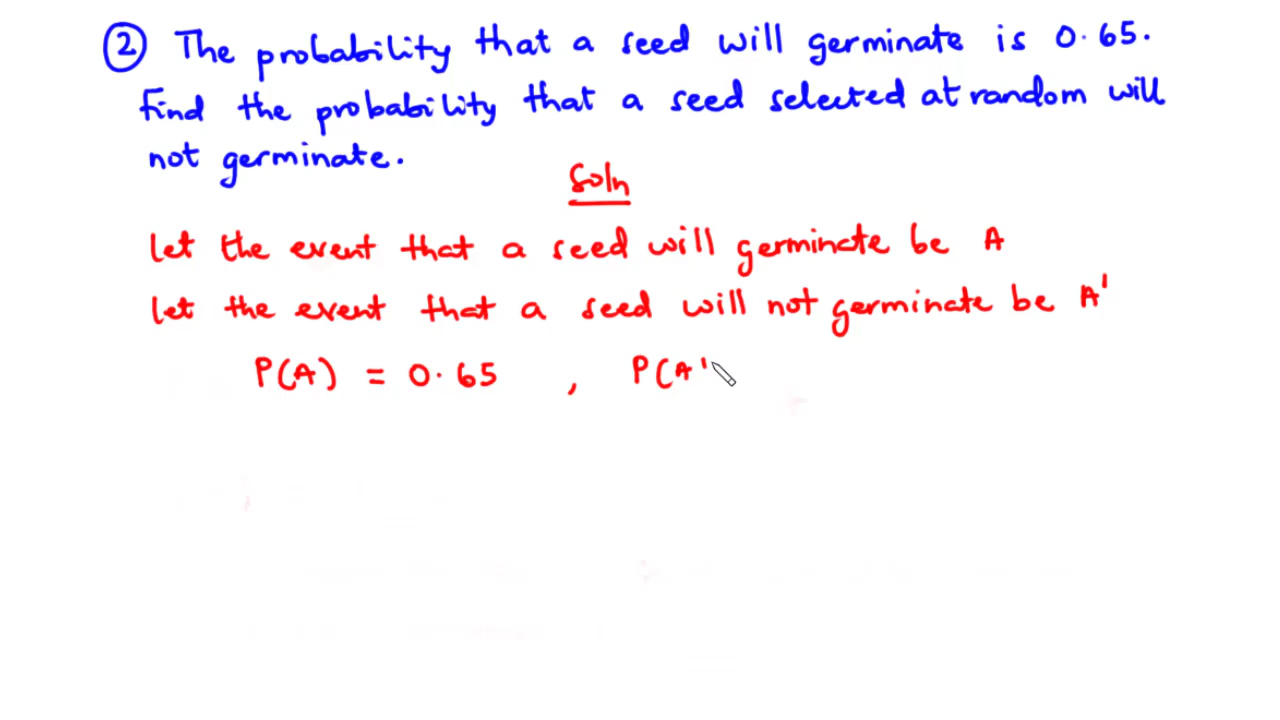 ② The probability that a seed will germinate is 0.65.
Find the probability that a seed selected at random will
not germinate.
Soln
Let the event that a seed will germinate be A
Let the event that a seed will not germinate be A'
P(A) = 0.65 , P(A'